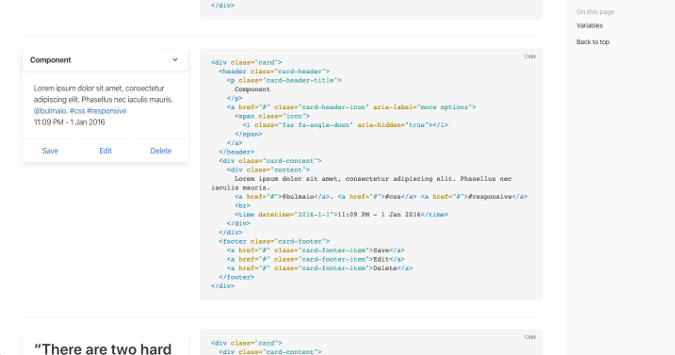 </div>
On this page
Variables
Back to top
Component
Lorem ipsum dolor sit amet, consectetur
adipiscing elit. Phasellus nec iaculis mauris.
@bulmaio. #css #responsive
11:09 PM - 1 Jan 2016
Save Edit Delete
Copy
<div class="card">
<header class="card-header">
<p class="card-header-title">
Component
</p>
<a href="#" class="card-header-icon" aria-label="more options">
<span class="icon">
<i class="fas fa-angle-down" aria-hidden="true"></i>
</span>
</a>
</header>
<div class="card-content">
<div class="content">
Lorem ipsum dolor sit amet, consectetur adipiscing elit. Phasellus nec
iaculis mauris.
<a href="#">@bulmaio</a>. <a href="#">#css</a> <a href="#">#responsive</a>
<br>
<time datetime="2016-1-1">11:09 PM - 1 Jan 2016</time>
</div>
</div>
<footer class="card-footer">
<a href="#" class="card-footer-item">Save</a>
<a href="#" class="card-footer-item">Edit</a>
<a href="#" class="card-footer-item">Delete</a>
</footer>
</div>
“There are two hard
Copy
<div class="card">
<div class="card-content">